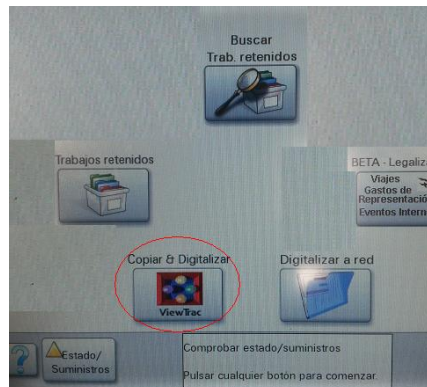 Buscar
Trab. retenidos
Trabajos retenidos
BETA - Legaliz
Viajes
Gastos de
Representació
Eventos Intern
Copiar & Digitalizar
ViewTrac
Digitalizar a red
?
Estado/
Suministros
Comprobar estado/suministros
Pulsar cualquier botón para comenzar.